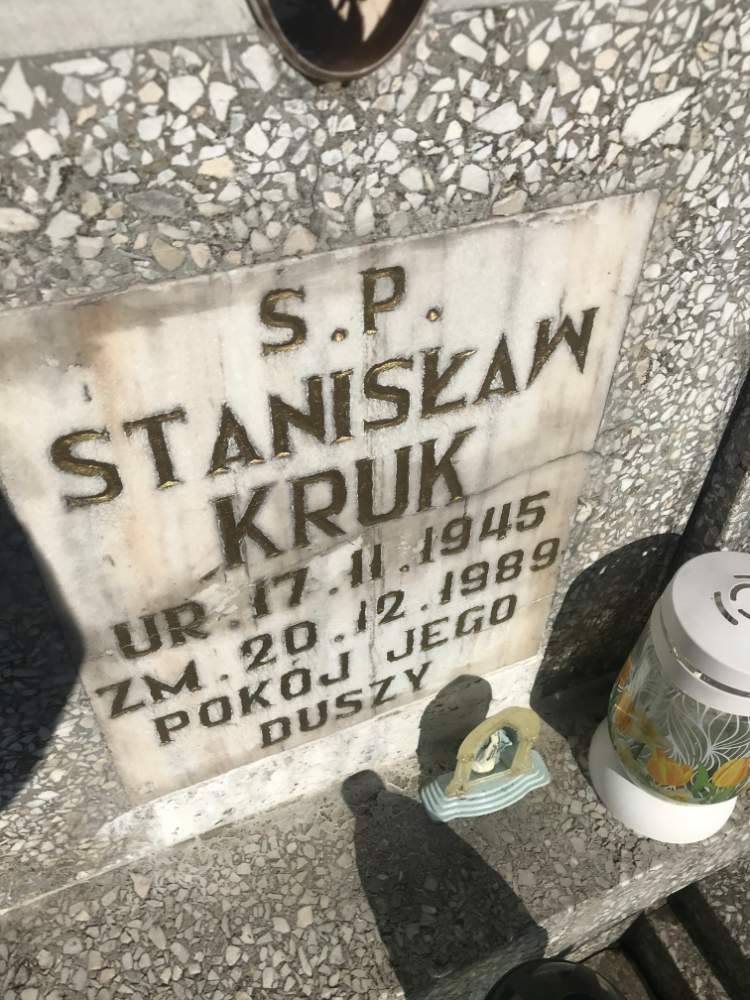 Ś.P.
STANISŁAW
KRUK
UR. 17.11.1945
ZM. 20.12.1989
POKÓJ JEGO
DUSZY